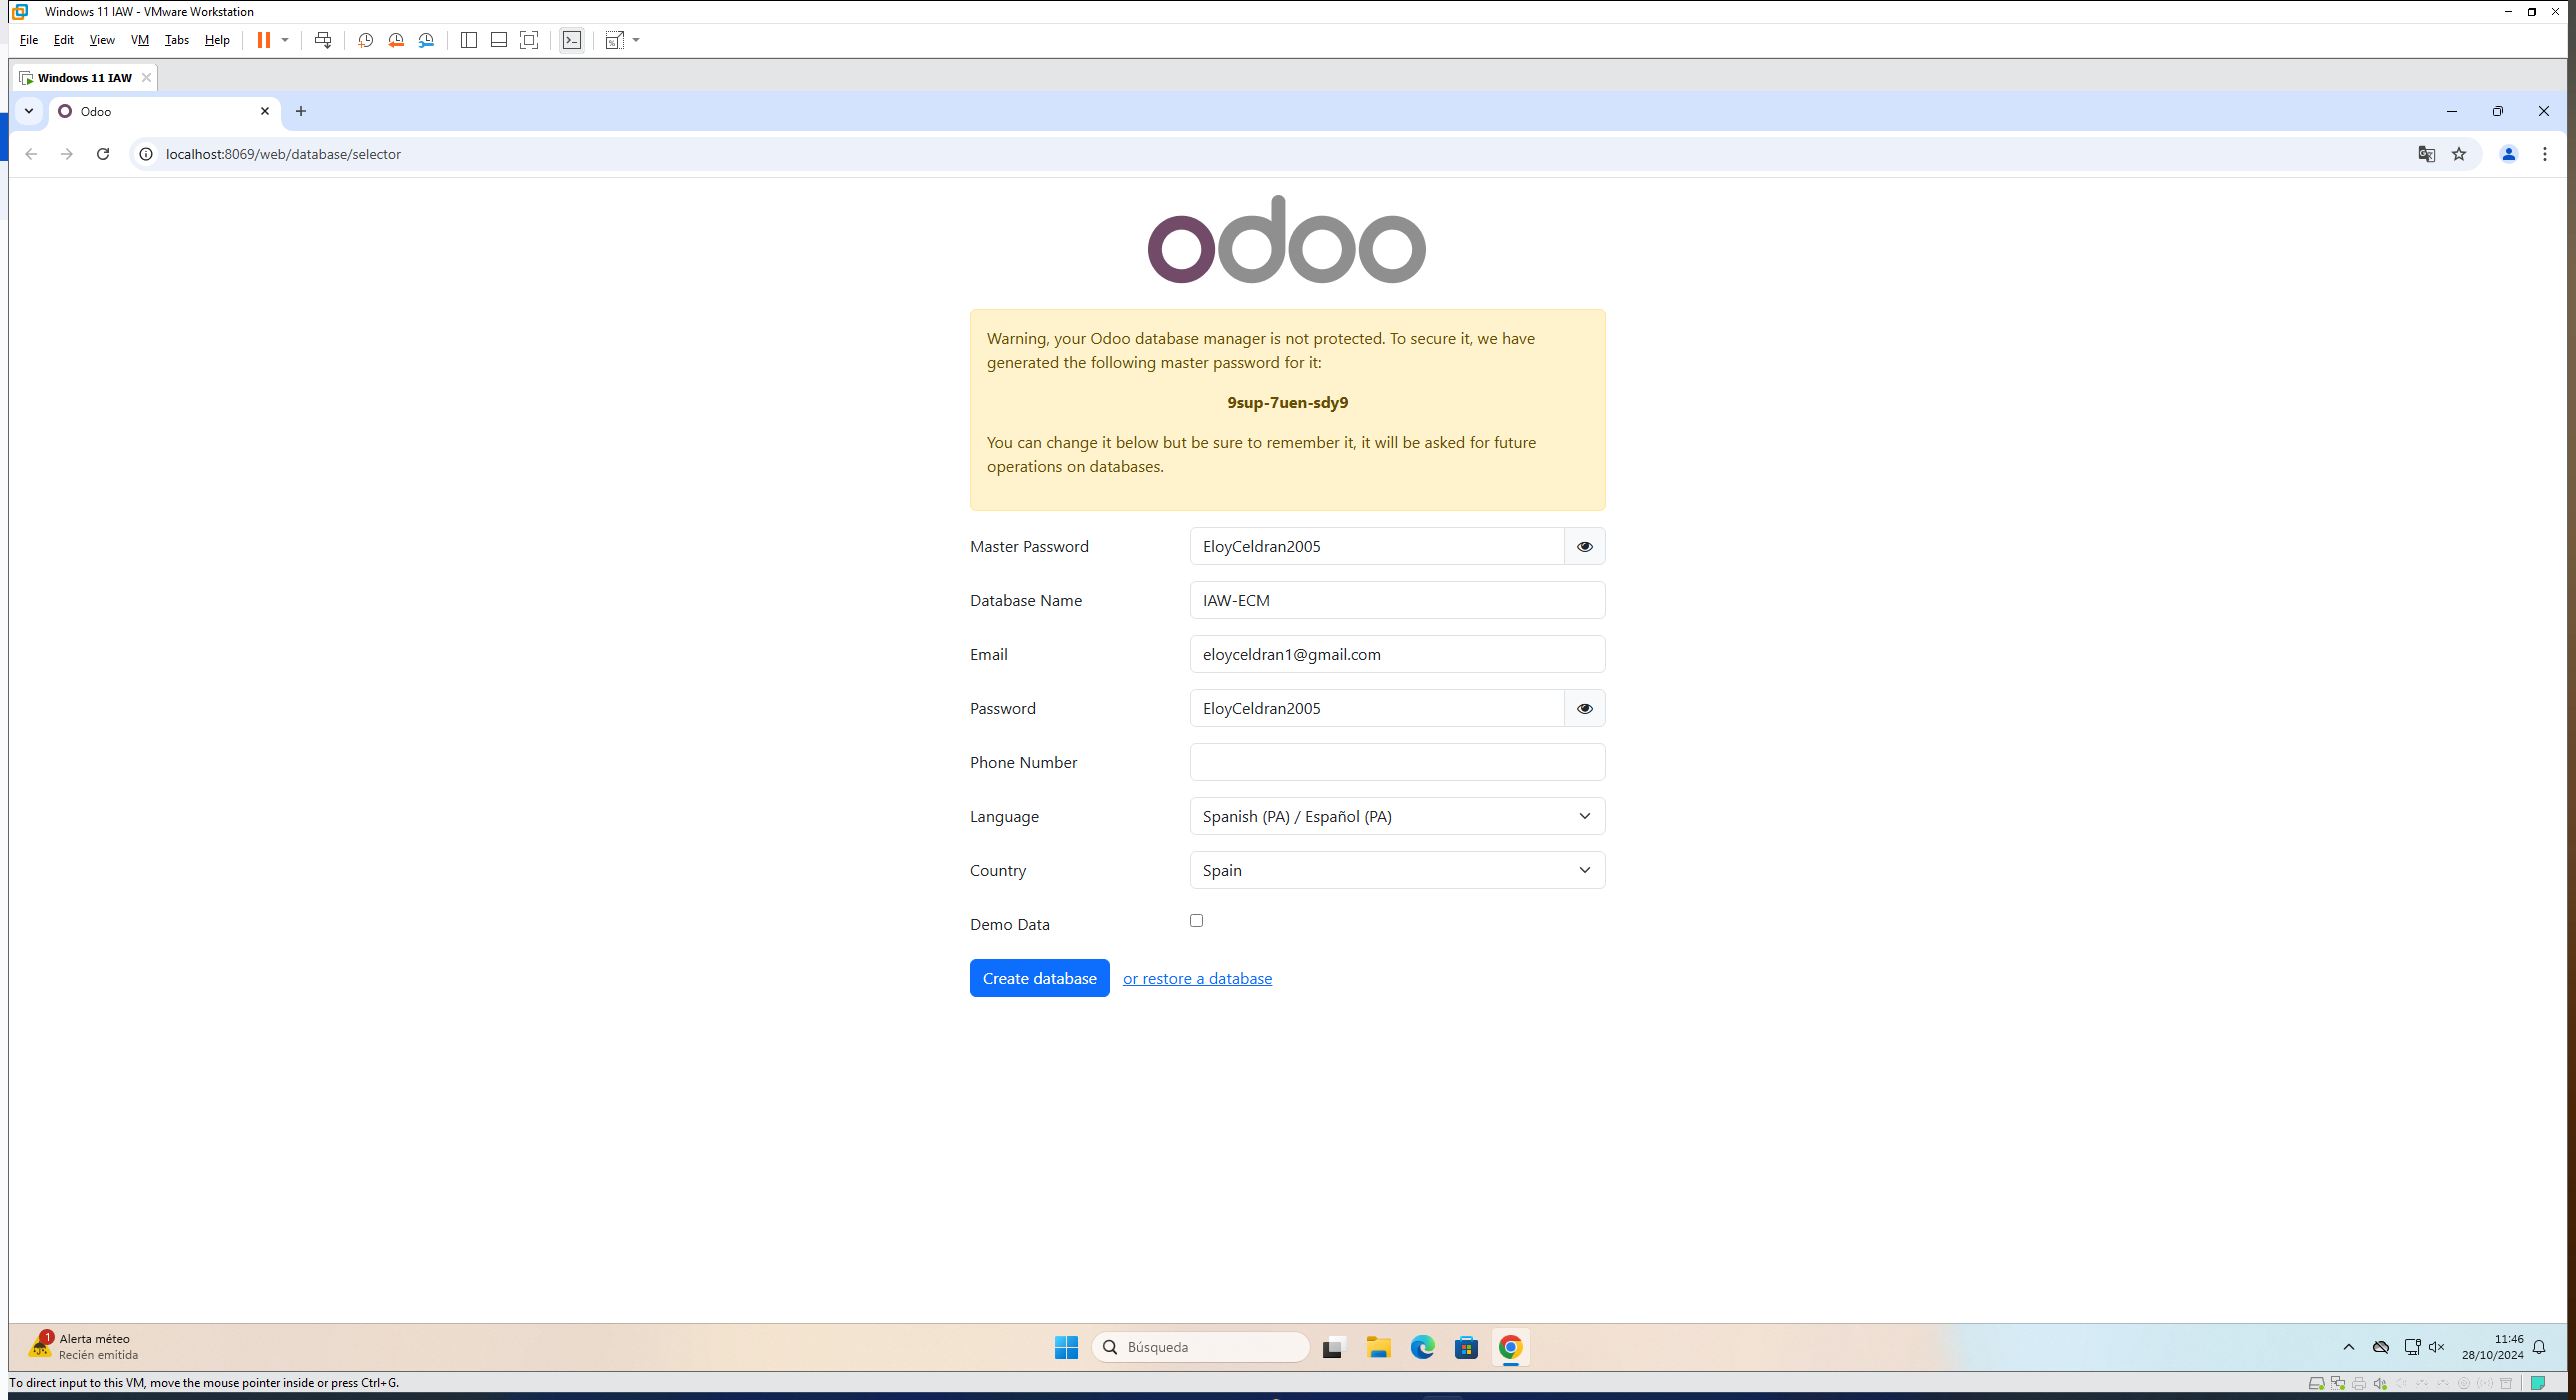 Windows 11 IAW - VMware Workstation
File Edit View VM Tabs Help
Windows 11 IAW
Odoo
localhost:8069/web/database/selector
odoo
Warning, your Odoo database manager is not protected. To secure it, we have
generated the following master password for it:
9sup-7uen-sdy9
You can change it below but be sure to remember it, it will be asked for future
operations on databases.
Master Password EloyCeldran2005
Database Name IAW-ECM
Email eloyceldran1@gmail.com
Password EloyCeldran2005
Phone Number
Language Spanish (PA) / Español (PA)
Country Spain
Demo Data
Create database or restore a database
1 Alerta méteo
Recién emitida
Búsqueda
11:46
28/10/2024
To direct input to this VM, move the mouse pointer inside or press Ctrl+G.